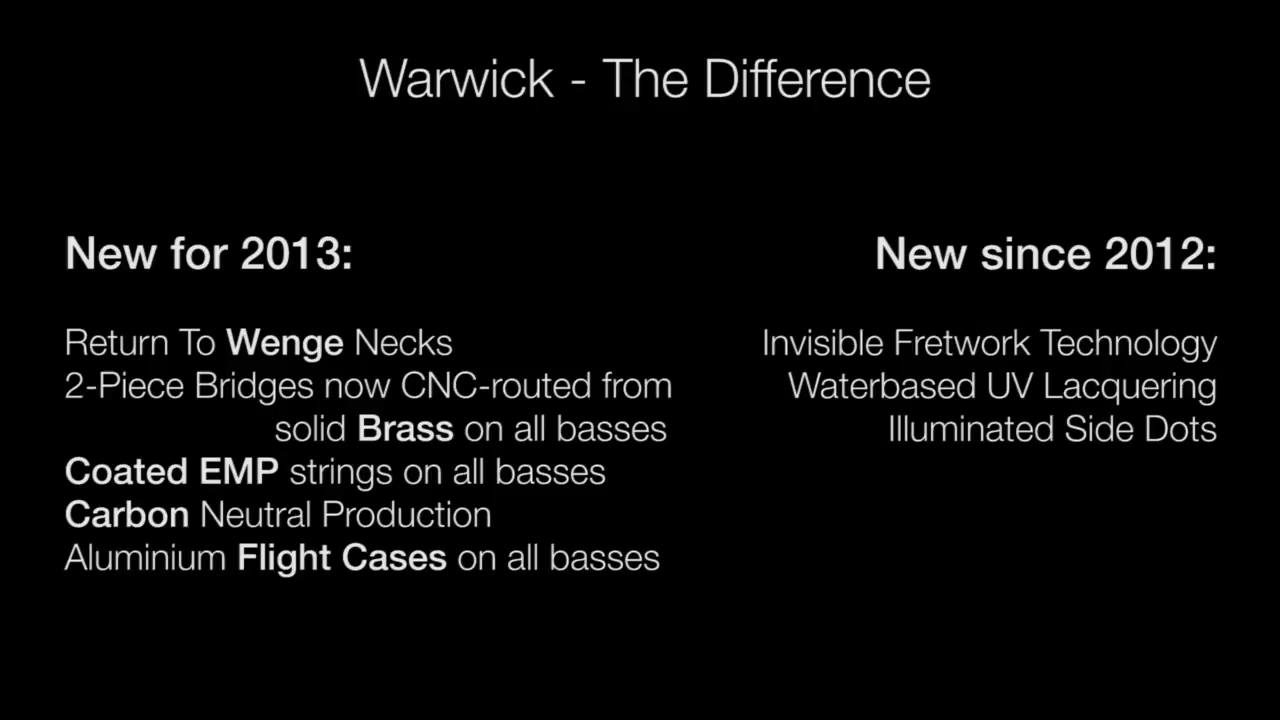 Warwick - The Difference
New for 2013:
Return To Wenge Necks
2-Piece Bridges now CNC-routed from
solid Brass on all basses
Coated EMP strings on all basses
Carbon Neutral Production
Aluminium Flight Cases on all basses
New since 2012:
Invisible Fretwork Technology
Waterbased UV Lacquering
Illuminated Side Dots